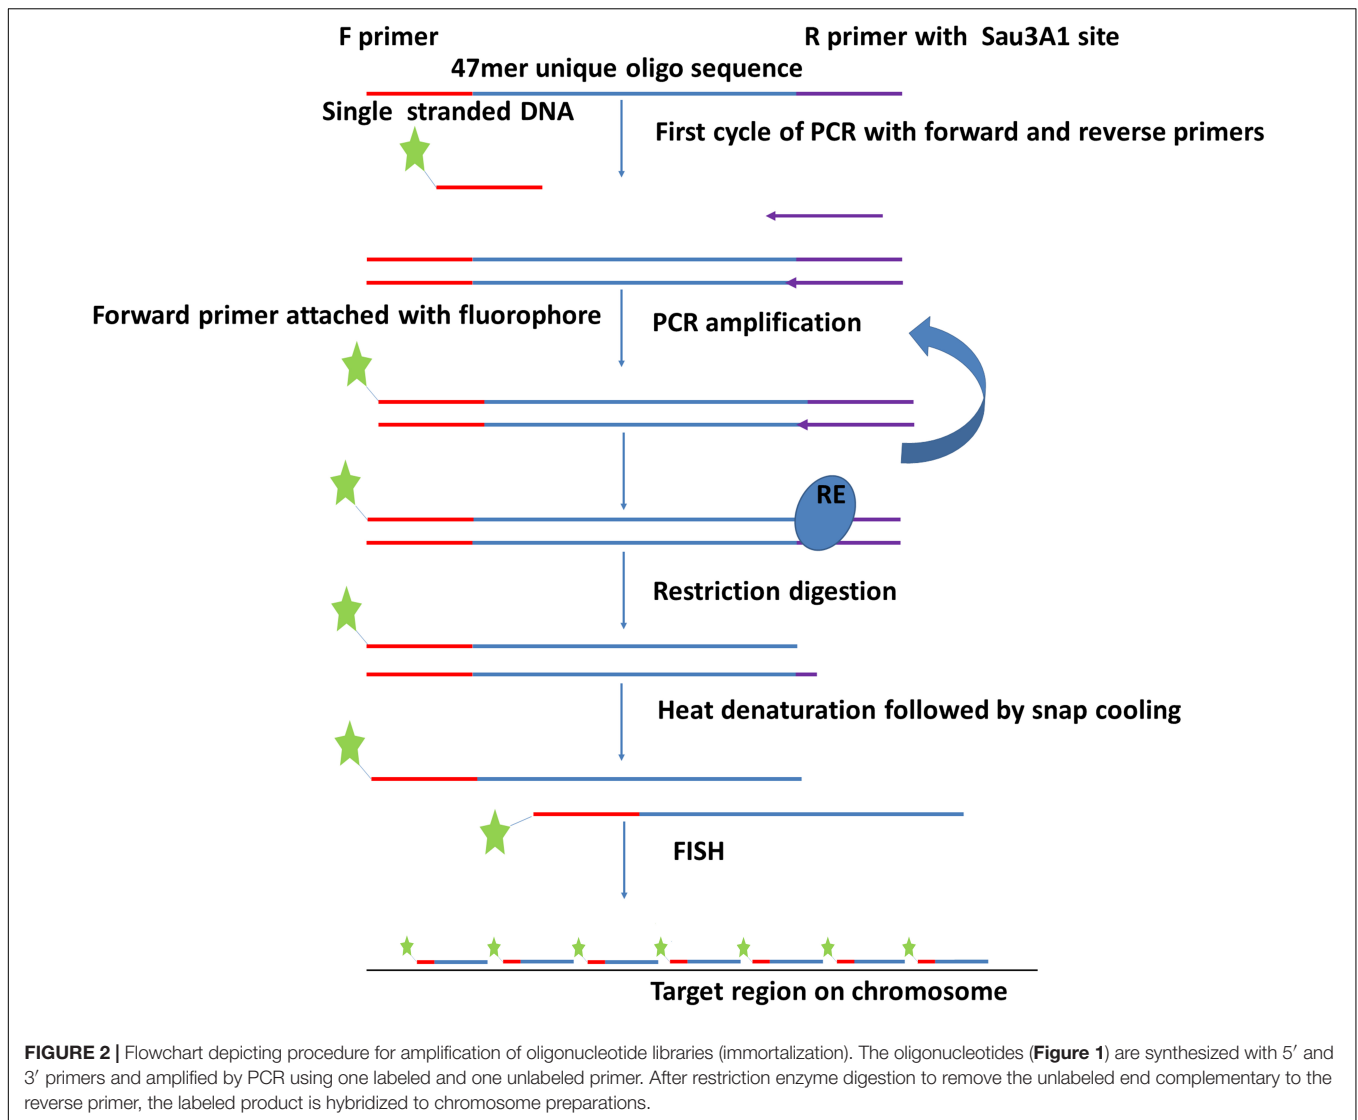 F primer
R primer with Sau3A1 site
47mer unique oligo sequence
Single stranded DNA
First cycle of PCR with forward and reverse primers
Forward primer attached with fluorophore
PCR amplification
RE
Restriction digestion
Heat denaturation followed by snap cooling
FISH
Target region on chromosome
FIGURE 2 | Flowchart depicting procedure for amplification of oligonucleotide libraries (immortalization). The oligonucleotides (Figure 1) are synthesized with 5′ and
3′ primers and amplified by PCR using one labeled and one unlabeled primer. After restriction enzyme digestion to remove the unlabeled end complementary to the
reverse primer, the labeled product is hybridized to chromosome preparations.